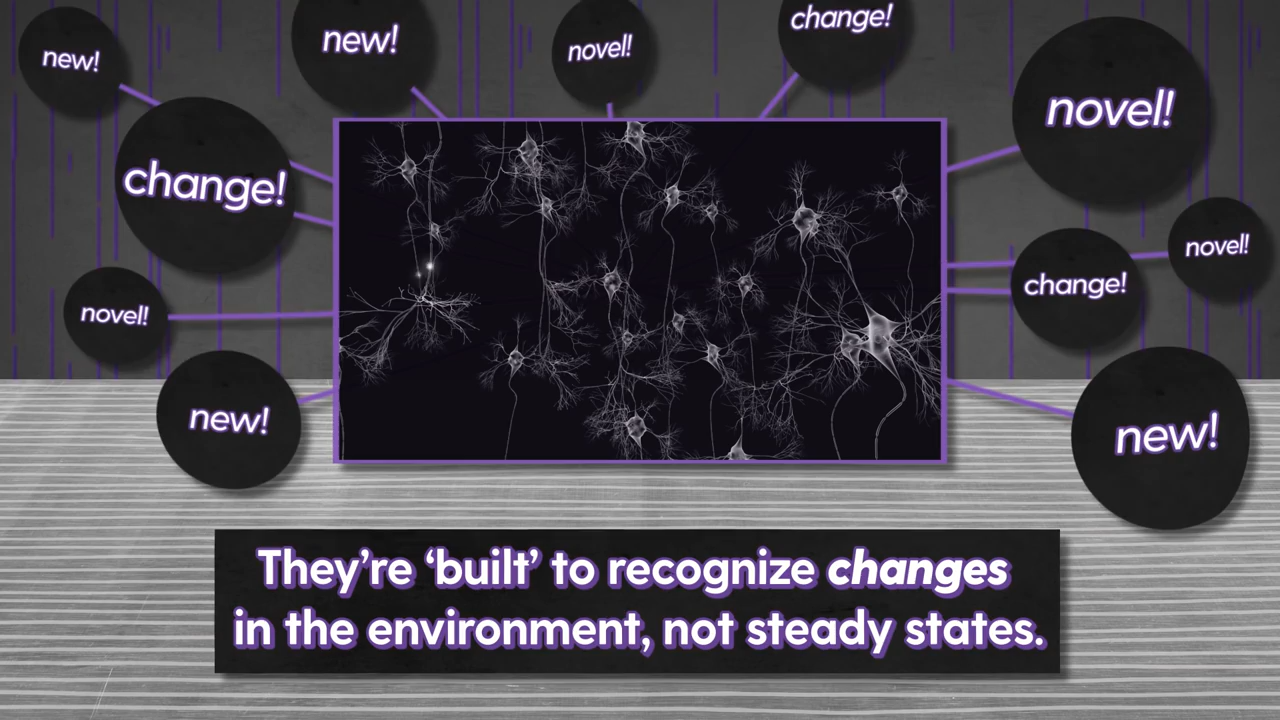 new!
new!
novel!
change!
novel!
change!
novel!
change!
novel!
new!
new!
They're ‘built’ to recognize changes
in the environment, not steady states.